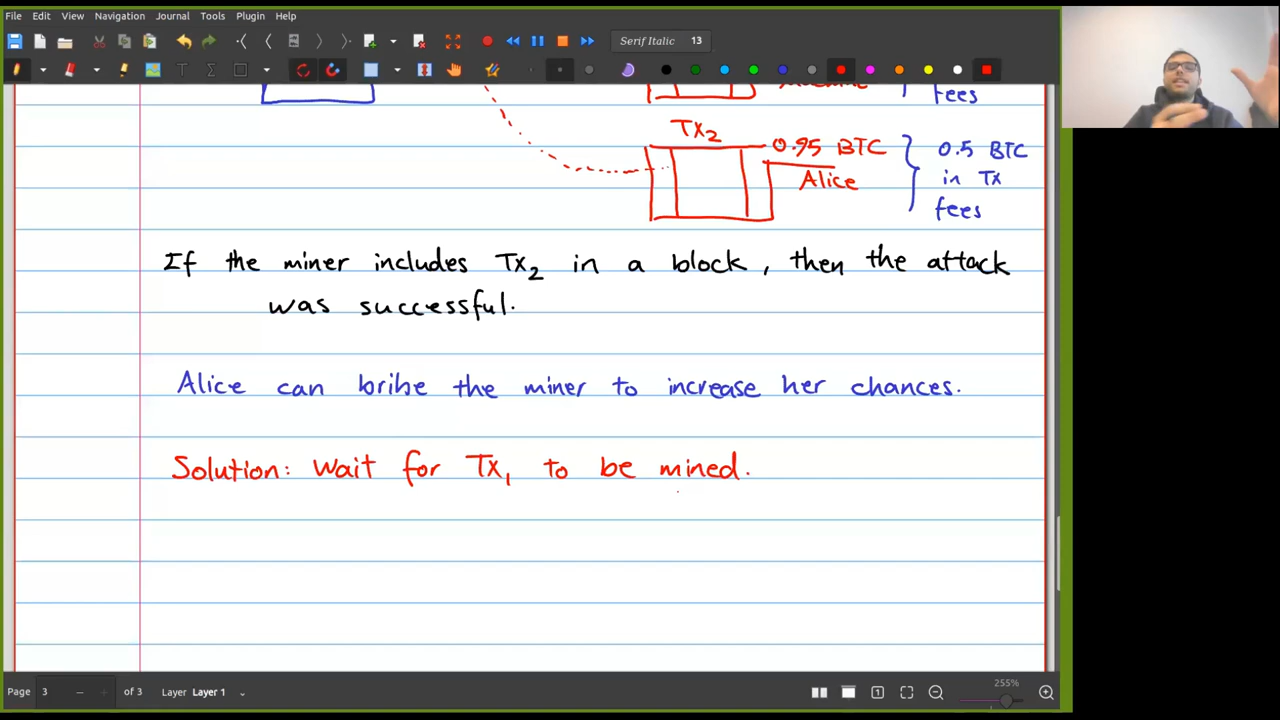 File Edit View Navigation Journal Tools Plugin Help
Serif Italic 13
fees
Tx2
0.95 BTC
Alice
0.5 BTC
in Tx
fees
If the miner includes Tx2 in a block, then the attack
was successful.
Alice can bribe the miner to increase her chances.
Solution: Wait for Tx1 to be mined.
Page 3 of 3 Layer Layer 1
255%